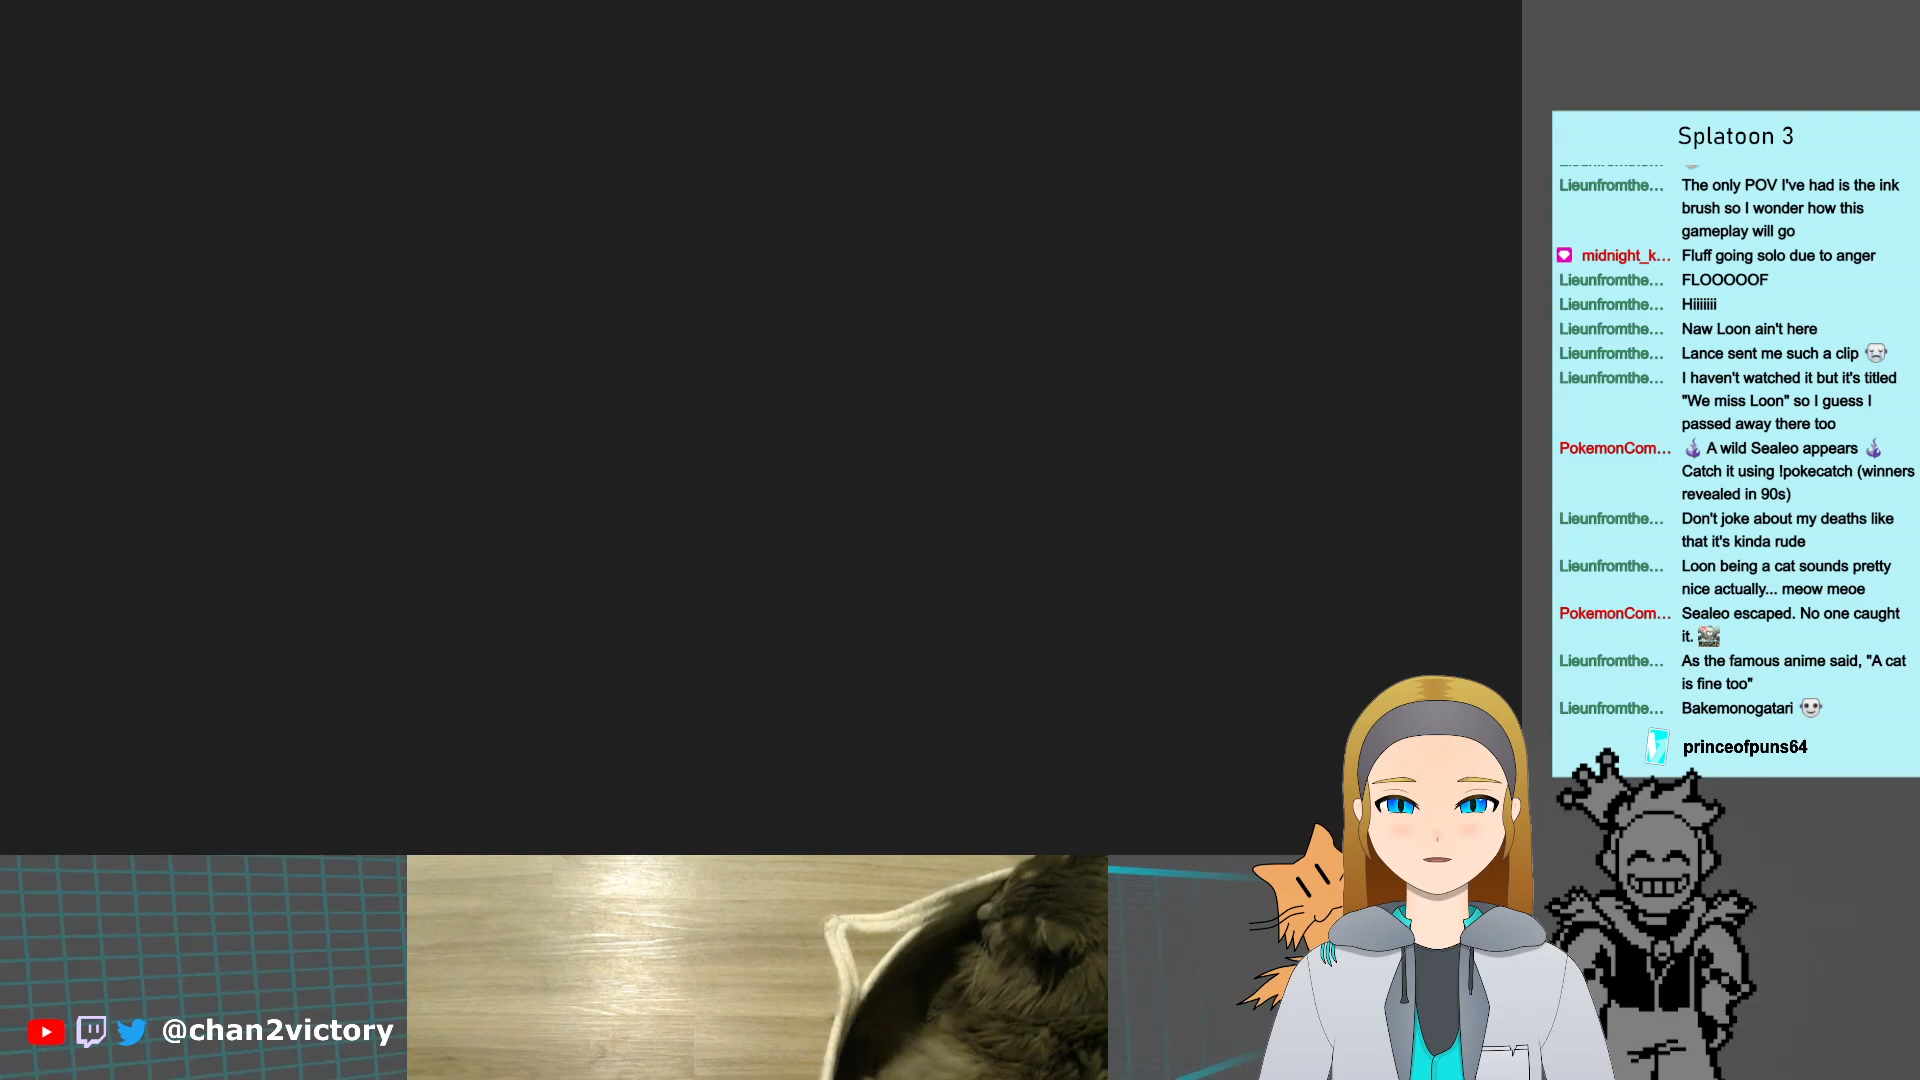 Splatoon 3
Lieunfromthe... The only POV I've had is the ink
brush so I wonder how this
gameplay will go
midnight_k... Fluff going solo due to anger
Lieunfromthe... FLOOOOOF
Lieunfromthe... Hiiiiiii
Lieunfromthe... Naw Loon ain't here
Lieunfromthe... Lance sent me such a clip
Lieunfromthe... I haven't watched it but it's titled
"We miss Loon" so I guess I
passed away there too
PokemonCom... A wild Sealeo appears
Catch it using !pokecatch (winners
revealed in 90s)
Lieunfromthe... Don't joke about my deaths like
that it's kinda rude
Lieunfromthe... Loon being a cat sounds pretty
nice actually... meow meoe
PokemonCom... Sealeo escaped. No one caught
it.
Lieunfromthe... As the famous anime said, "A cat
is fine too"
Lieunfromthe... Bakemonogatari
princeofpuns64
@chan2victory